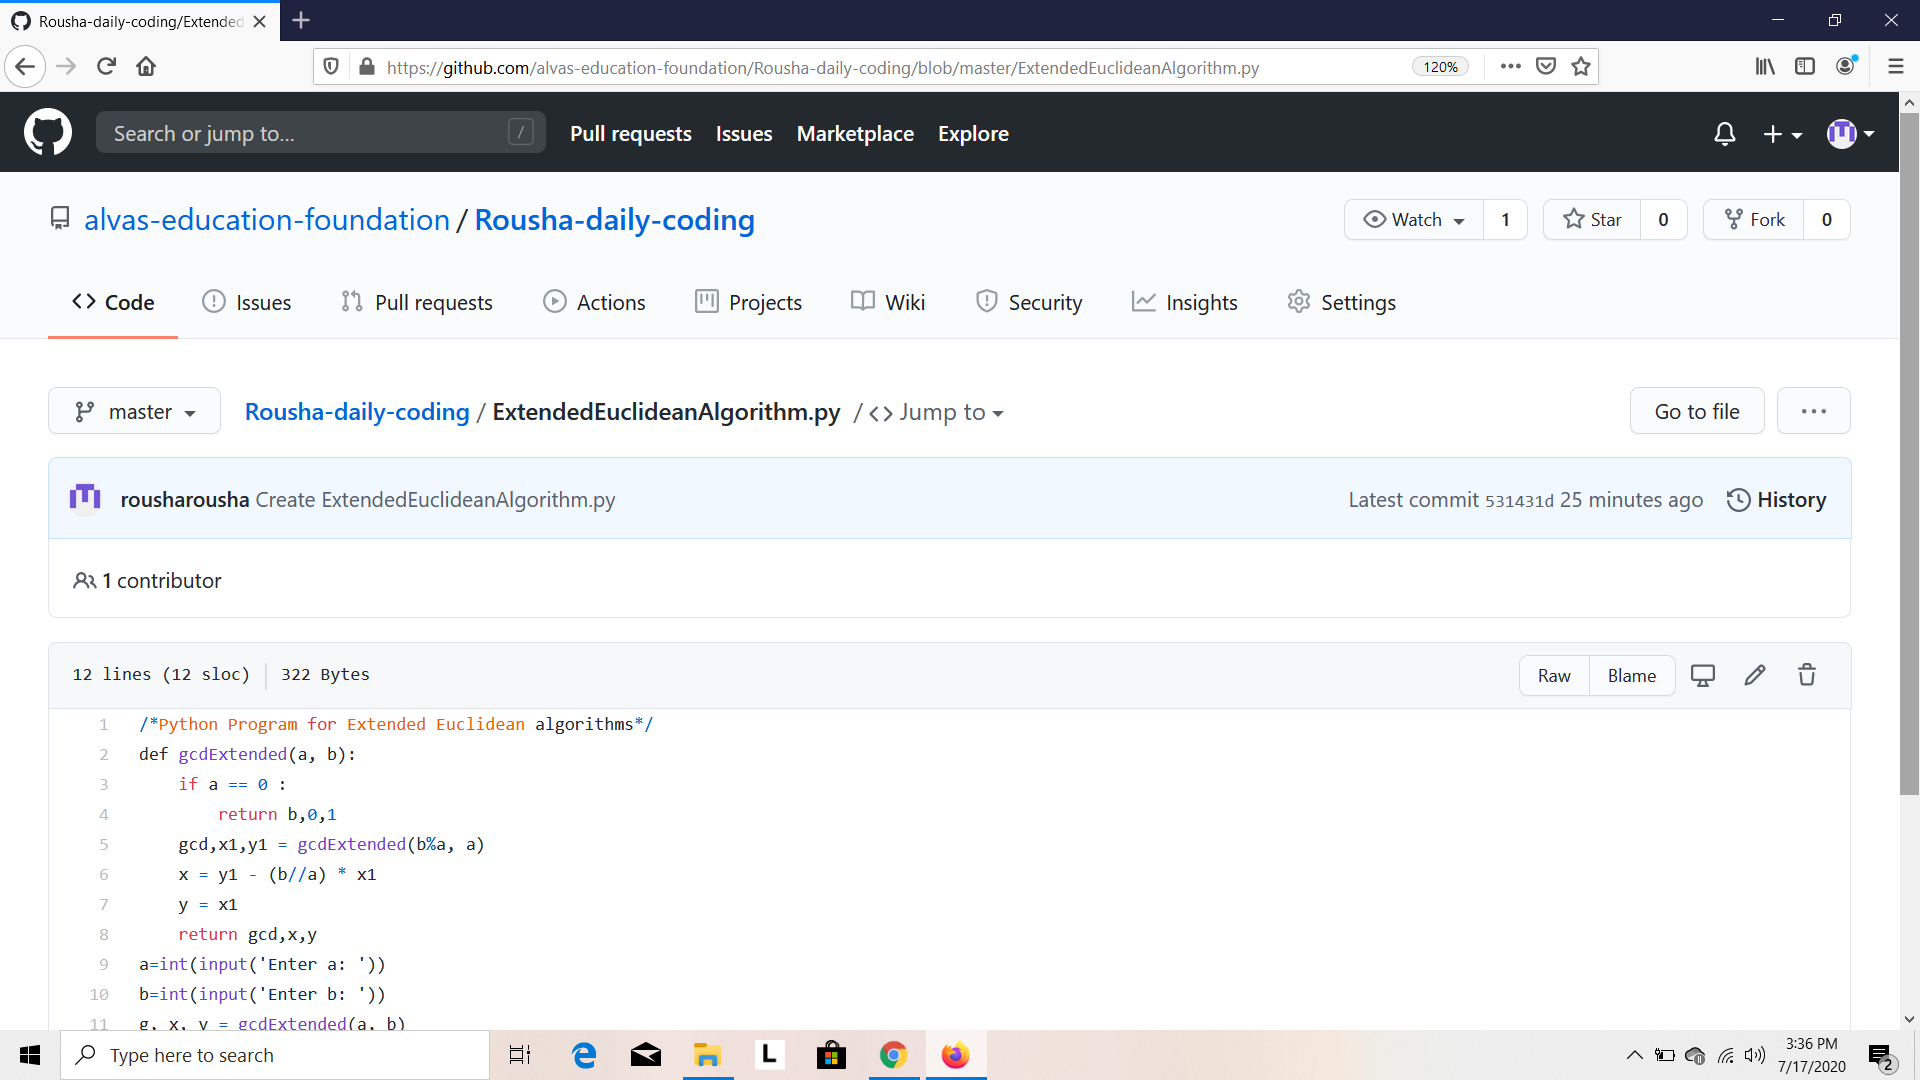 Rousha-daily-coding/Extended
https://github.com/alvas-education-foundation/Rousha-daily-coding/blob/master/ExtendedEuclideanAlgorithm.py
120%
Search or jump to...
/
Pull requests
Issues
Marketplace
Explore
alvas-education-foundation / Rousha-daily-coding
Watch 1
Star 0
Fork 0
Code
Issues
Pull requests
Actions
Projects
Wiki
Security
Insights
Settings
master
Rousha-daily-coding / ExtendedEuclideanAlgorithm.py / <> Jump to
Go to file
rousharousha Create ExtendedEuclideanAlgorithm.py
Latest commit 531431d 25 minutes ago
History
1 contributor
12 lines (12 sloc) 322 Bytes
Raw
Blame
1 /*Python Program for Extended Euclidean algorithms*/
2 def gcdExtended(a, b):
3 if a == 0 :
4 return b,0,1
5 gcd,x1,y1 = gcdExtended(b%a, a)
6 x = y1 - (b//a) * x1
7 y = x1
8 return gcd,x,y
9 a=int(input('Enter a: '))
10 b=int(input('Enter b: '))
11 g, x, y = gcdExtended(a, b)
Type here to search
L
3:36 PM
7/17/2020
2